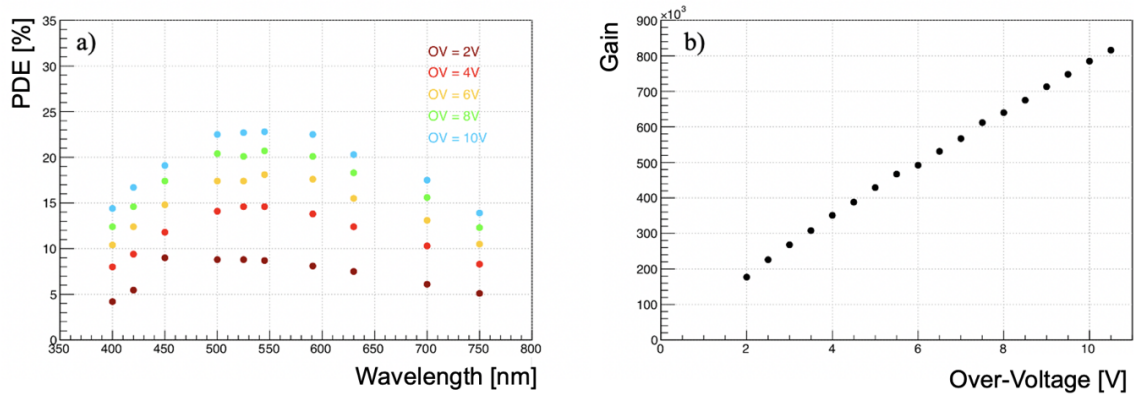 a)
PDE [%]
OV = 2V
OV = 4V
OV = 6V
OV = 8V
OV = 10V
35
30
25
20
15
10
5
0
350 400 450 500 550 600 650 700 750 800
Wavelength [nm]
b)
×10³
Gain
900
800
700
600
500
400
300
200
100
0
0 2 4 6 8 10
Over-Voltage [V]